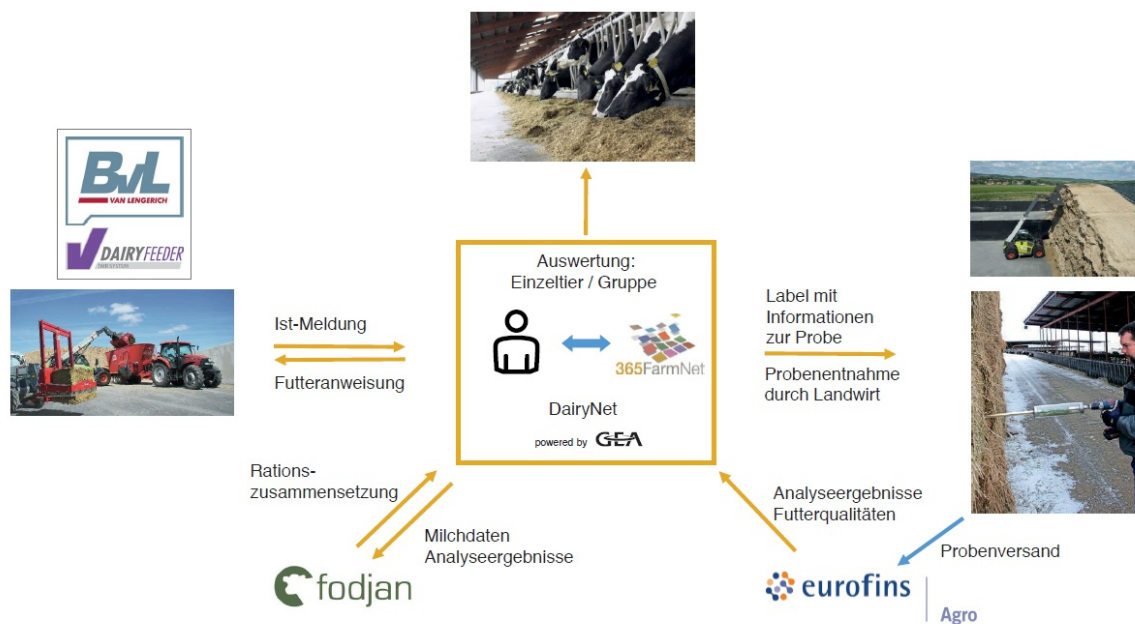 BvL
VAN LENGERICH
DAIRYFEEDER
Ist-Meldung
Futteranweisung
Auswertung:
Einzeltier / Gruppe
365FarmNet
DairyNet
powered by GEA
Label mit
Informationen
zur Probe
Probenentnahme
durch Landwirt
Rations-
zusammensetzung
Milchdaten
Analyseergebnisse
fodjan
Analyseergebnisse
Futterqualitäten
Probenversand
eurofins
Agro